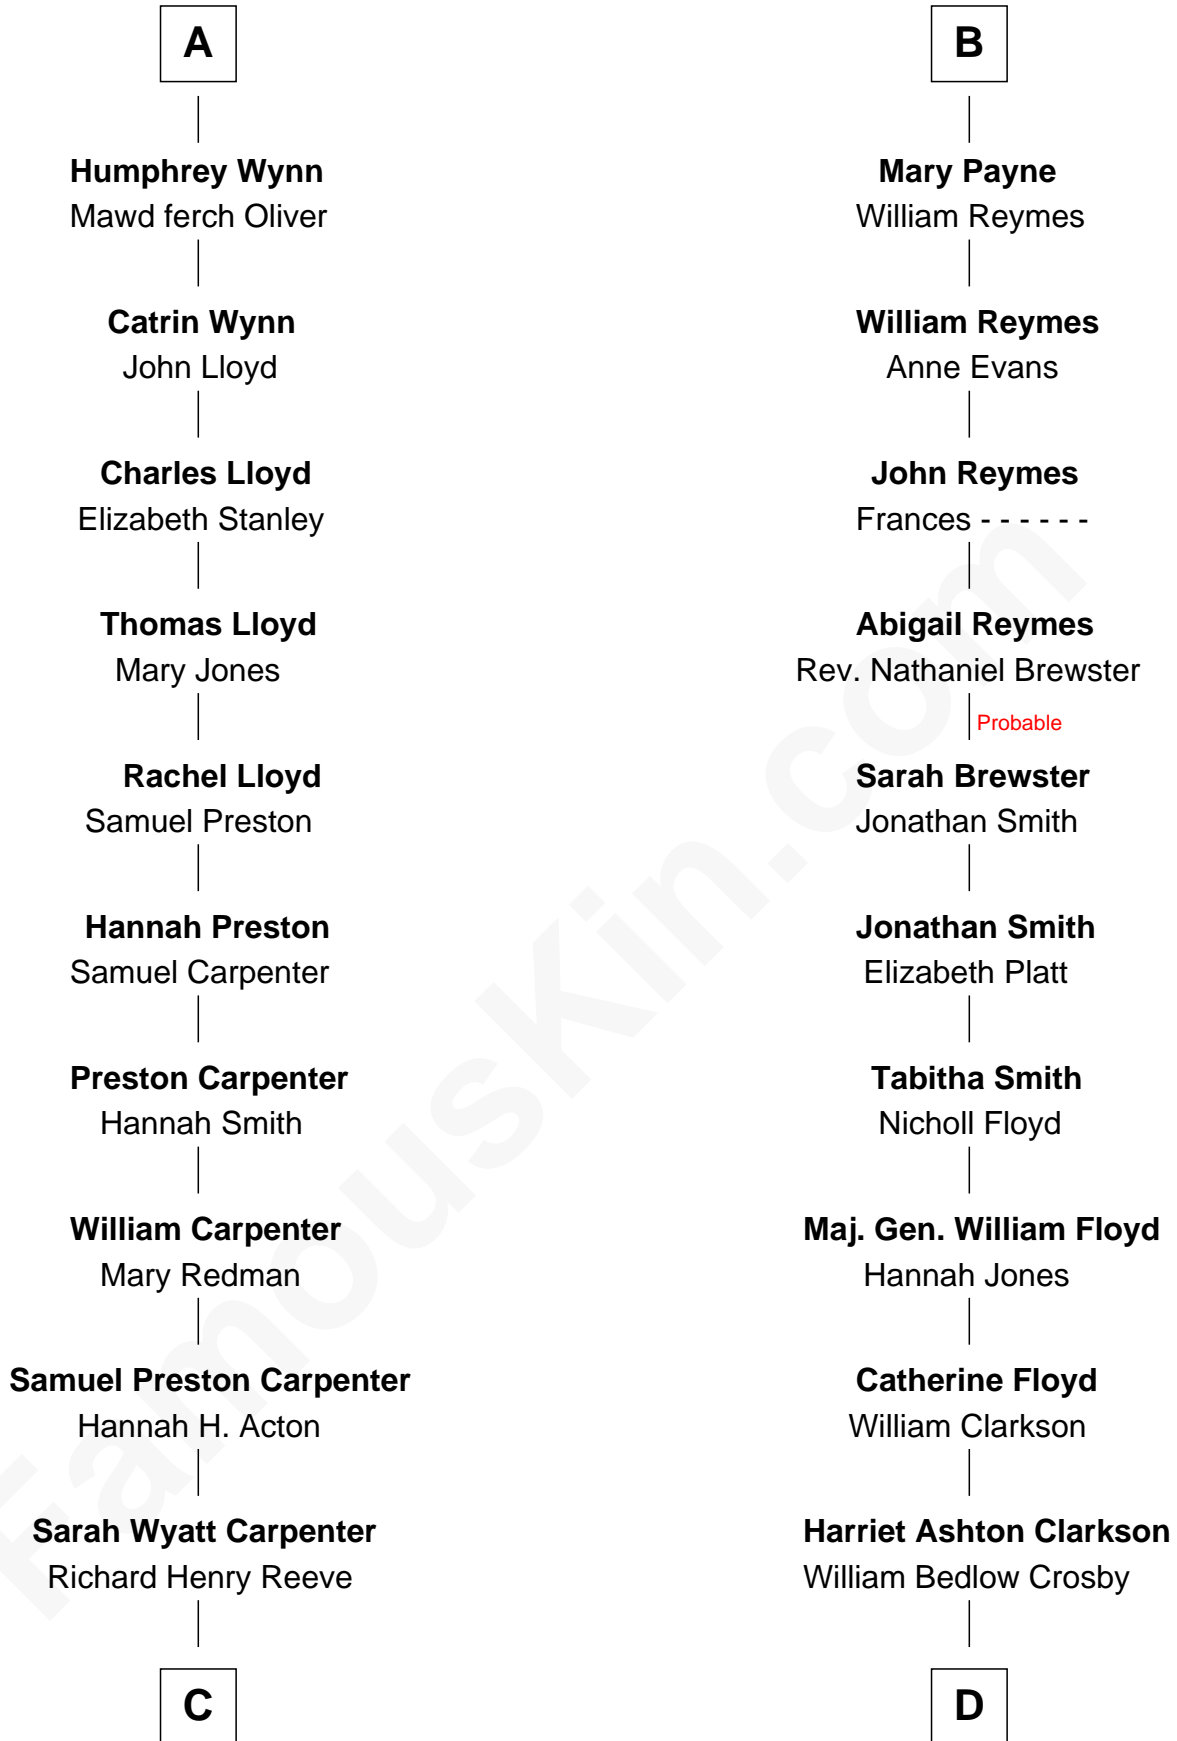 A
Humphrey Wynn
Mawd ferch Oliver
Catrin Wynn
John Lloyd
Charles Lloyd
Elizabeth Stanley
Thomas Lloyd
Mary Jones
Rachel Lloyd
Samuel Preston
Hannah Preston
Samuel Carpenter
Preston Carpenter
Hannah Smith
William Carpenter
Mary Redman
Samuel Preston Carpenter
Hannah H. Acton
Sarah Wyatt Carpenter
Richard Henry Reeve
C
B
Mary Payne
William Reymes
William Reymes
Anne Evans
John Reymes
Frances - - - - - -
Abigail Reymes
Rev. Nathaniel Brewster
Probable
Sarah Brewster
Jonathan Smith
Jonathan Smith
Elizabeth Platt
Tabitha Smith
Nicholl Floyd
Maj. Gen. William Floyd
Hannah Jones
Catherine Floyd
William Clarkson
Harriet Ashton Clarkson
William Bedlow Crosby
D
FamousKin.com